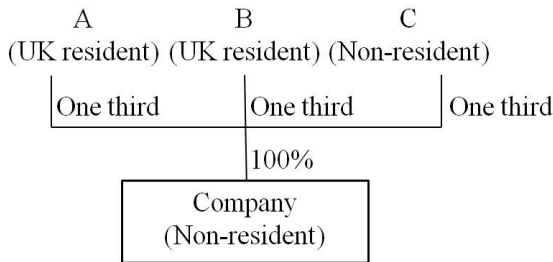 A B C
(UK resident) (UK resident) (Non-resident)
One third One third One third
100%
Company
(Non-resident)